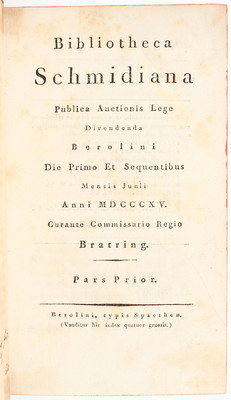 Bibliotheca
Schmidiana
Publica Auctionis Lege
Divendenda
Berolini
Die Primo Et Sequentibus
Mensis Junii
Anni MDCCCXV.
Curante Commissario Regio
Bratring.
Pars Prior.
Berolini, typis Spaethen.
(Venditur hic index quatuor grossis.)